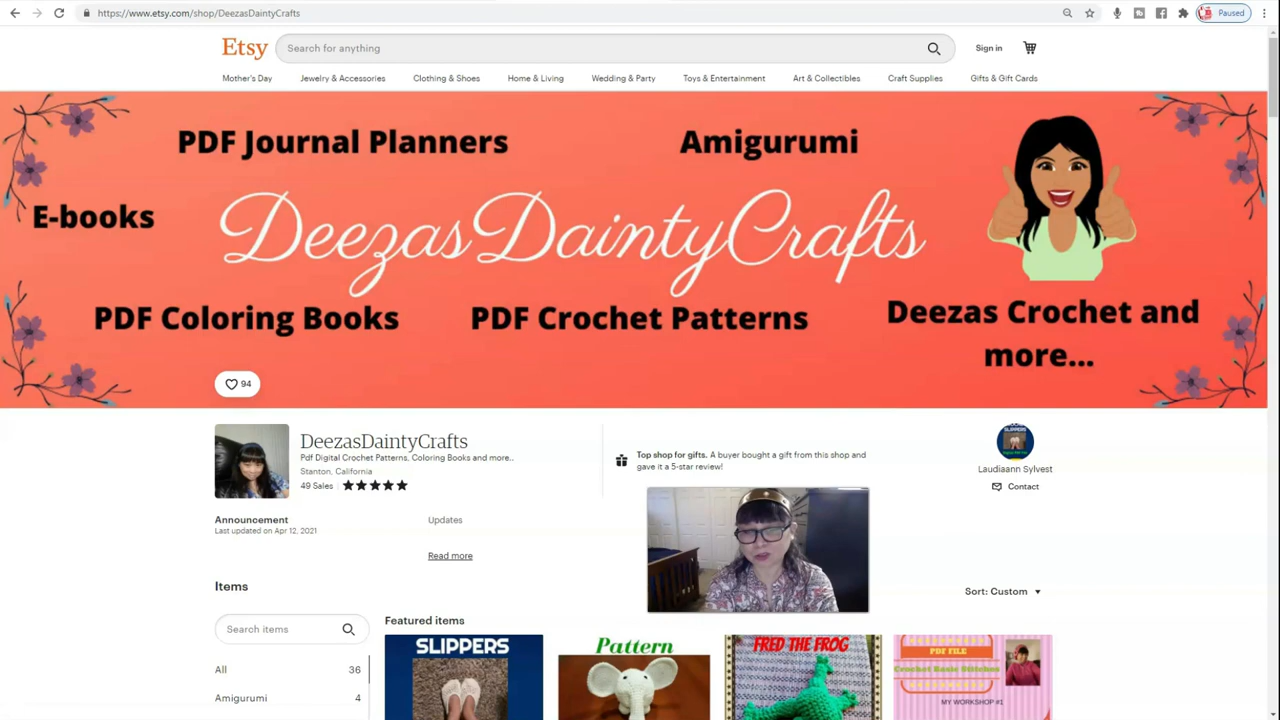 https://www.etsy.com/shop/DeezasDaintyCrafts
Paused
Etsy
Search for anything
Sign in
Mother's Day
Jewelry & Accessories
Clothing & Shoes
Home & Living
Wedding & Party
Toys & Entertainment
Art & Collectibles
Craft Supplies
Gifts & Gift Cards
PDF Journal Planners
Amigurumi
E-books
DeezasDaintyCrafts
PDF Coloring Books
PDF Crochet Patterns
Deezas Crochet and
more...
94
DeezasDaintyCrafts
Pdf Digital Crochet Patterns, Coloring Books and more..
Stanton, California
49 Sales
Top shop for gifts. A buyer bought a gift from this shop and
gave it a 5-star review!
SLIPPERS
Laudiaann Sylvest
Contact
Announcement
Last updated on Apr 12, 2021
Updates
Read more
Items
Sort: Custom
Search items
Featured items
All 36
Amigurumi 4
SLIPPERS
Pattern
FRED THE FROG
PDF FILE
Crochet Basic Stitches
MY WORKSHOP #1